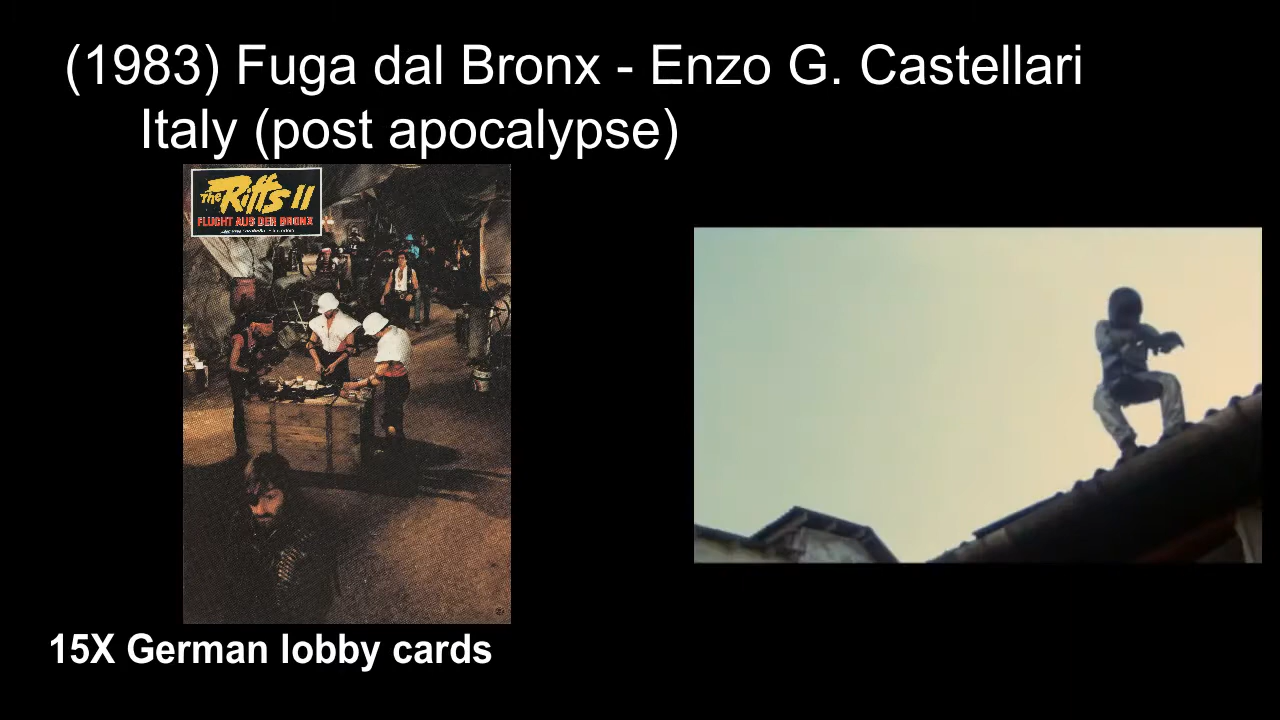 (1983) Fuga dal Bronx - Enzo G. Castellari
Italy (post apocalypse)
The Riffs II
FLUCHT AUS DER BRONX
15X German lobby cards